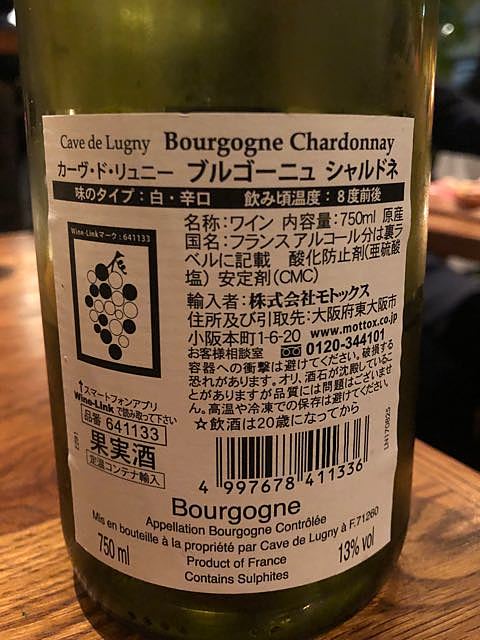 Cave de Lugny Bourgogne Chardonnay
カーヴ・ド・リュニー ブルゴーニュ シャルドネ
味のタイプ：白・辛口 飲み頃温度：8度前後
Wine-Linkマーク：641133
↑スマートフォンアプリ
Wine-Linkで読み取って下さい
品番 641133
果実酒
定温コンテナ輸入
名称：ワイン 内容量：750ml 原産
国名：フランス アルコール分は裏ラ
ベルに記載 酸化防止剤(亜硫酸
塩) 安定剤(CMC)
輸入者：株式会社モトックス
住所及び引取先：大阪府東大阪市
小阪本町1-6-20 www.mottox.co.jp
お客様相談室 0120-344101
容器への衝撃は避けてください。破損する
恐れがあります。オリ、酒石が沈殿しているこ
とがありますが品質には問題はございませ
ん。高温や冷凍での保存は避けてください。
☆飲酒は20歳になってから
LN170825
4 997678 411336
Bourgogne
Appellation Bourgogne Contrôlée
Mis en bouteille à la propriété par Cave de Lugny à F.71260
750 ml
Product of France
13% vol
Contains Sulphites